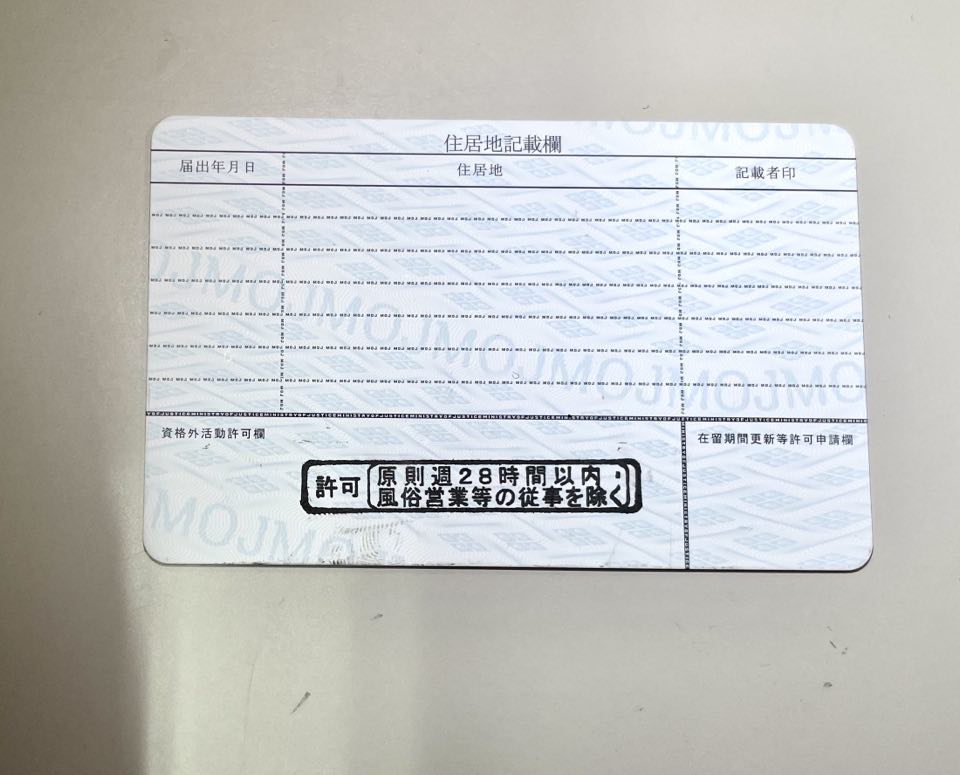 住居地記載欄
届出年月日 住居地 記載者印
資格外活動許可欄 在留期間更新等許可申請欄
許可 原則週28時間以内・
風俗営業等の従事を除く
MOJMOJMOJMOJMOJ
MOJMOJ